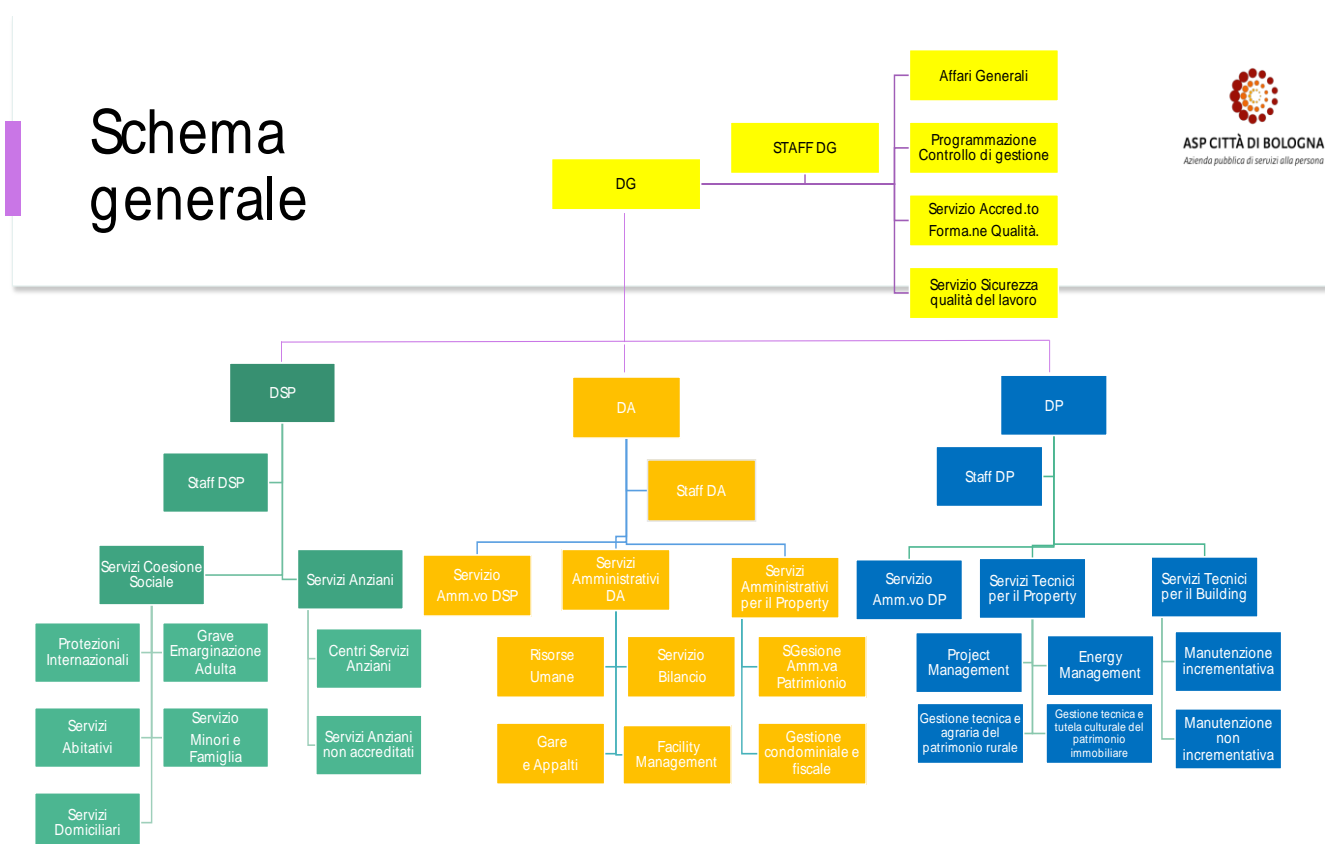 Schema
generale
Affari Generali
STAFF DG
Programmazione
Controllo di gestione
DG
Servizio Accred.to
Forma.ne Qualità.
Servizio Sicurezza
qualità del lavoro
ASP CITTÀ DI BOLOGNA
Azienda pubblica di servizi alla persona
DSP
Staff DSP
Servizi Coesione
Sociale
Servizi Anziani
Protezioni
Internazionali
Grave
Emarginazione
Adulta
Servizi
Abitativi
Servizio
Minori e
Famiglia
Servizi
Domiciliari
Centri Servizi
Anziani
Servizi Anziani
non accreditati
DA
Staff DA
Servizio
Amm.vo DSP
Servizi
Amministrativi
DA
Servizi
Amministrativi
per il Property
Risorse
Umane
Servizio
Bilancio
Gare
e Appalti
Facility
Management
SGesione
Amm.va
Patrimionio
Gestione
condominiale e
fiscale
DP
Staff DP
Servizio
Amm.vo DP
Servizi Tecnici
per il Property
Servizi Tecnici
per il Building
Project
Management
Energy
Management
Gestione tecnica e
agraria del
patrimonio rurale
Gestione tecnica e
tutela culturale del
patrimonio
immobiliare
Manutenzione
incrementativa
Manutenzione
non
incrementativa